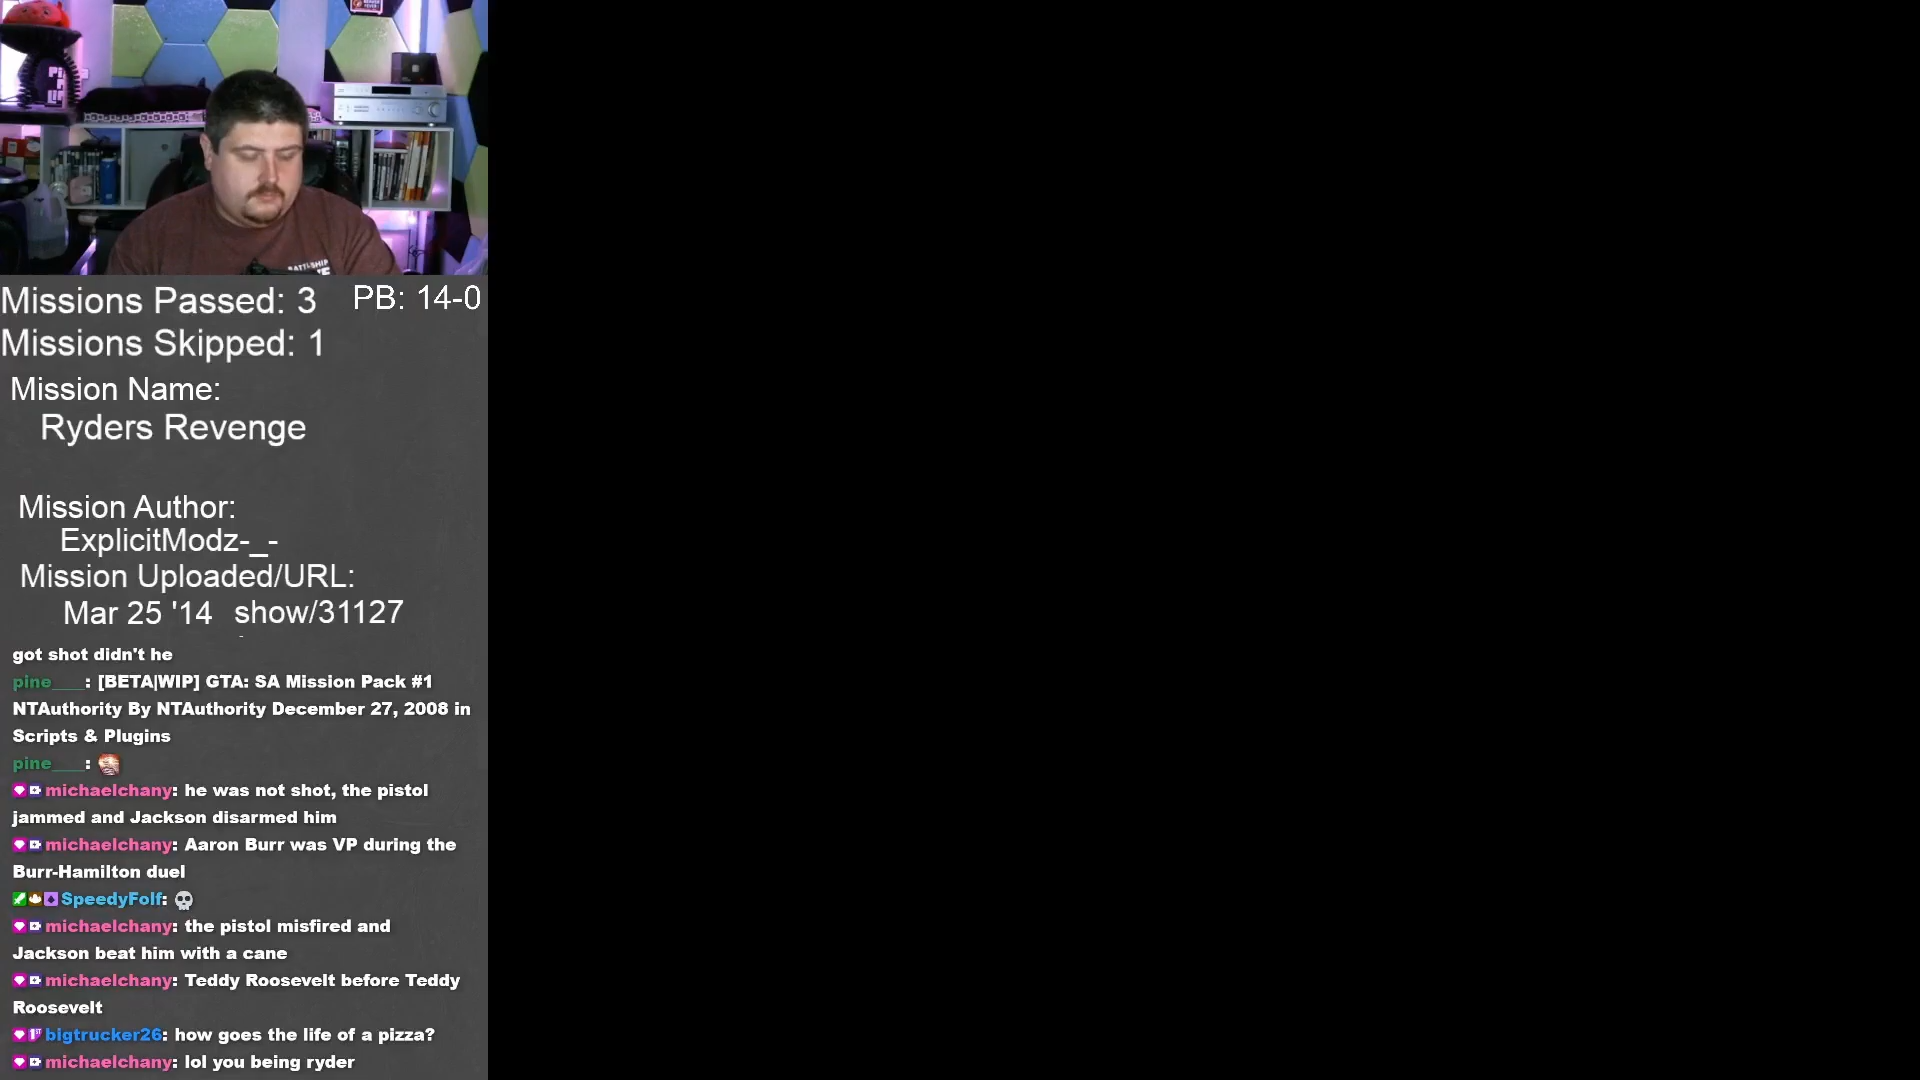 BATTLESHIP
Missions Passed: 3 PB: 14-0
Missions Skipped: 1
Mission Name:
Ryders Revenge
Mission Author:
ExplicitModz-_-
Mission Uploaded/URL:
Mar 25 '14 show/31127
got shot didn't he
pine___: [BETA|WIP] GTA: SA Mission Pack #1
NTAuthority By NTAuthority December 27, 2008 in
Scripts & Plugins
pine___:
michaelchany: he was not shot, the pistol
jammed and Jackson disarmed him
michaelchany: Aaron Burr was VP during the
Burr-Hamilton duel
SpeedyFolf:
michaelchany: the pistol misfired and
Jackson beat him with a cane
michaelchany: Teddy Roosevelt before Teddy
Roosevelt
bigtrucker26: how goes the life of a pizza?
michaelchany: lol you being ryder